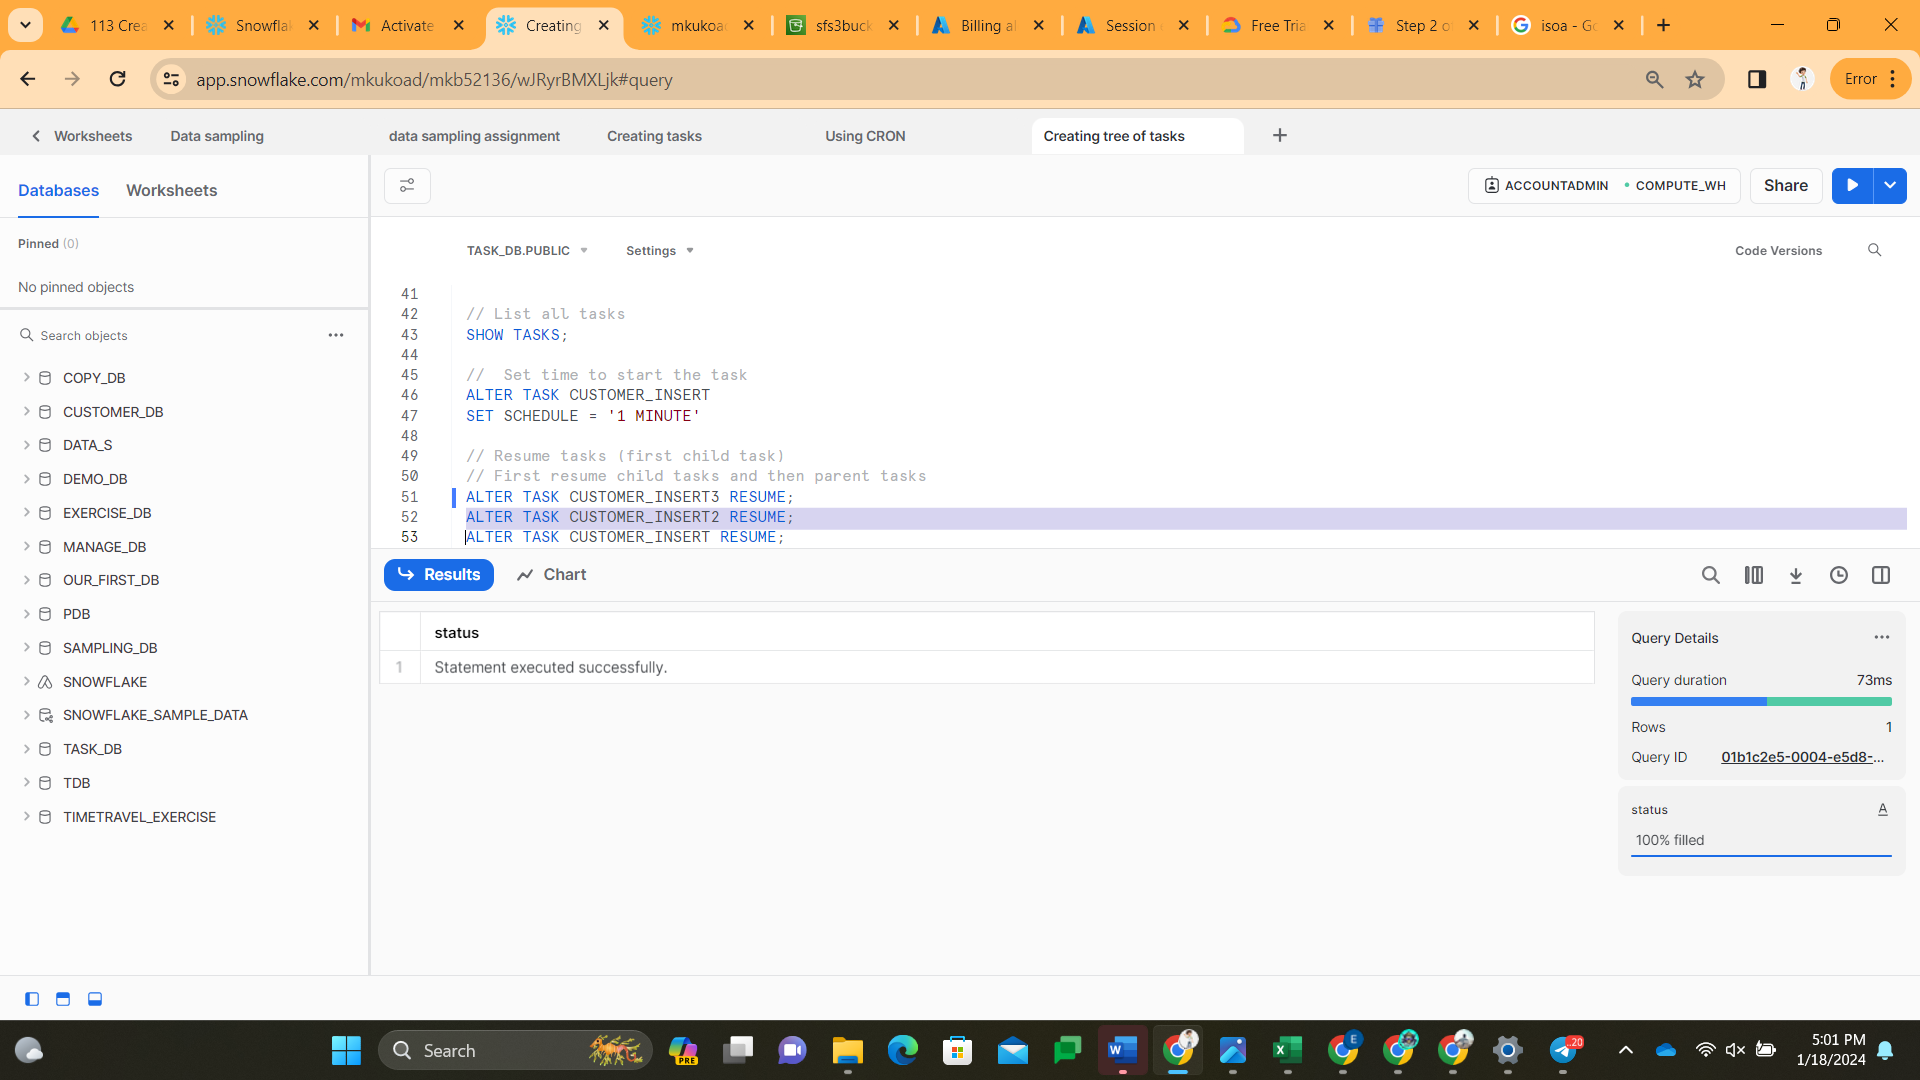 113 Crea
Snowflak
Activate
Creating
mkukoad
sfs3buck
Billing al
Session
Free Tria
Step 2 o
isoa - Go
app.snowflake.com/mkukoad/mkb52136/wJRyrBMXLjk#query
Error
Worksheets
Data sampling
data sampling assignment
Creating tasks
Using CRON
Creating tree of tasks
Databases
Worksheets
ACCOUNTADMIN
COMPUTE_WH
Share
Pinned (0)
No pinned objects
TASK_DB.PUBLIC
Settings
Code Versions
Search objects
COPY_DB
CUSTOMER_DB
DATA_S
DEMO_DB
EXERCISE_DB
MANAGE_DB
OUR_FIRST_DB
PDB
SAMPLING_DB
SNOWFLAKE
SNOWFLAKE_SAMPLE_DATA
TASK_DB
TDB
TIMETRAVEL_EXERCISE
41
42 // List all tasks
43 SHOW TASKS;
44
45 //  Set time to start the task
46 ALTER TASK CUSTOMER_INSERT
47 SET SCHEDULE = '1 MINUTE'
48
49 // Resume tasks (first child task)
50 // First resume child tasks and then parent tasks
51 ALTER TASK CUSTOMER_INSERT3 RESUME;
52 ALTER TASK CUSTOMER_INSERT2 RESUME;
53 ALTER TASK CUSTOMER_INSERT RESUME;
Results
Chart
status
1 Statement executed successfully.
Query Details
Query duration 73ms
Rows 1
Query ID 01b1c2e5-0004-e5d8-...
status A
100% filled
Search
PRE
W
X
E
20
5:01 PM
1/18/2024